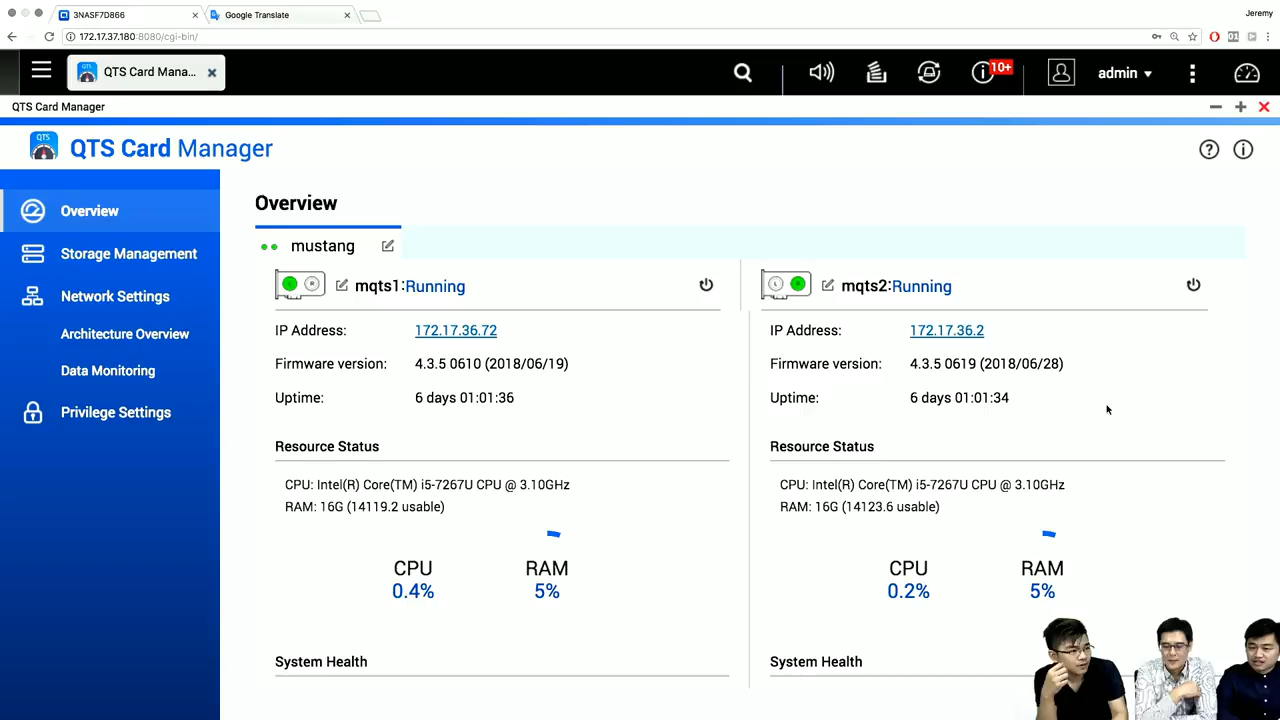 3NASF7D866
Google Translate
Jeremy
172.17.37.180:8080/cgi-bin/
QTS Card Mana...
10+
admin
QTS Card Manager
QTS
QTS Card Manager
Overview
Storage Management
Network Settings
Architecture Overview
Data Monitoring
Privilege Settings
Overview
mustang
L R
mqts1:Running
IP Address: 172.17.36.72
Firmware version: 4.3.5 0610 (2018/06/19)
Uptime: 6 days 01:01:36
Resource Status
CPU: Intel(R) Core(TM) i5-7267U CPU @ 3.10GHz
RAM: 16G (14119.2 usable)
CPU RAM
0.4% 5%
System Health
L R
mqts2:Running
IP Address: 172.17.36.2
Firmware version: 4.3.5 0619 (2018/06/28)
Uptime: 6 days 01:01:34
Resource Status
CPU: Intel(R) Core(TM) i5-7267U CPU @ 3.10GHz
RAM: 16G (14123.6 usable)
CPU RAM
0.2% 5%
System Health